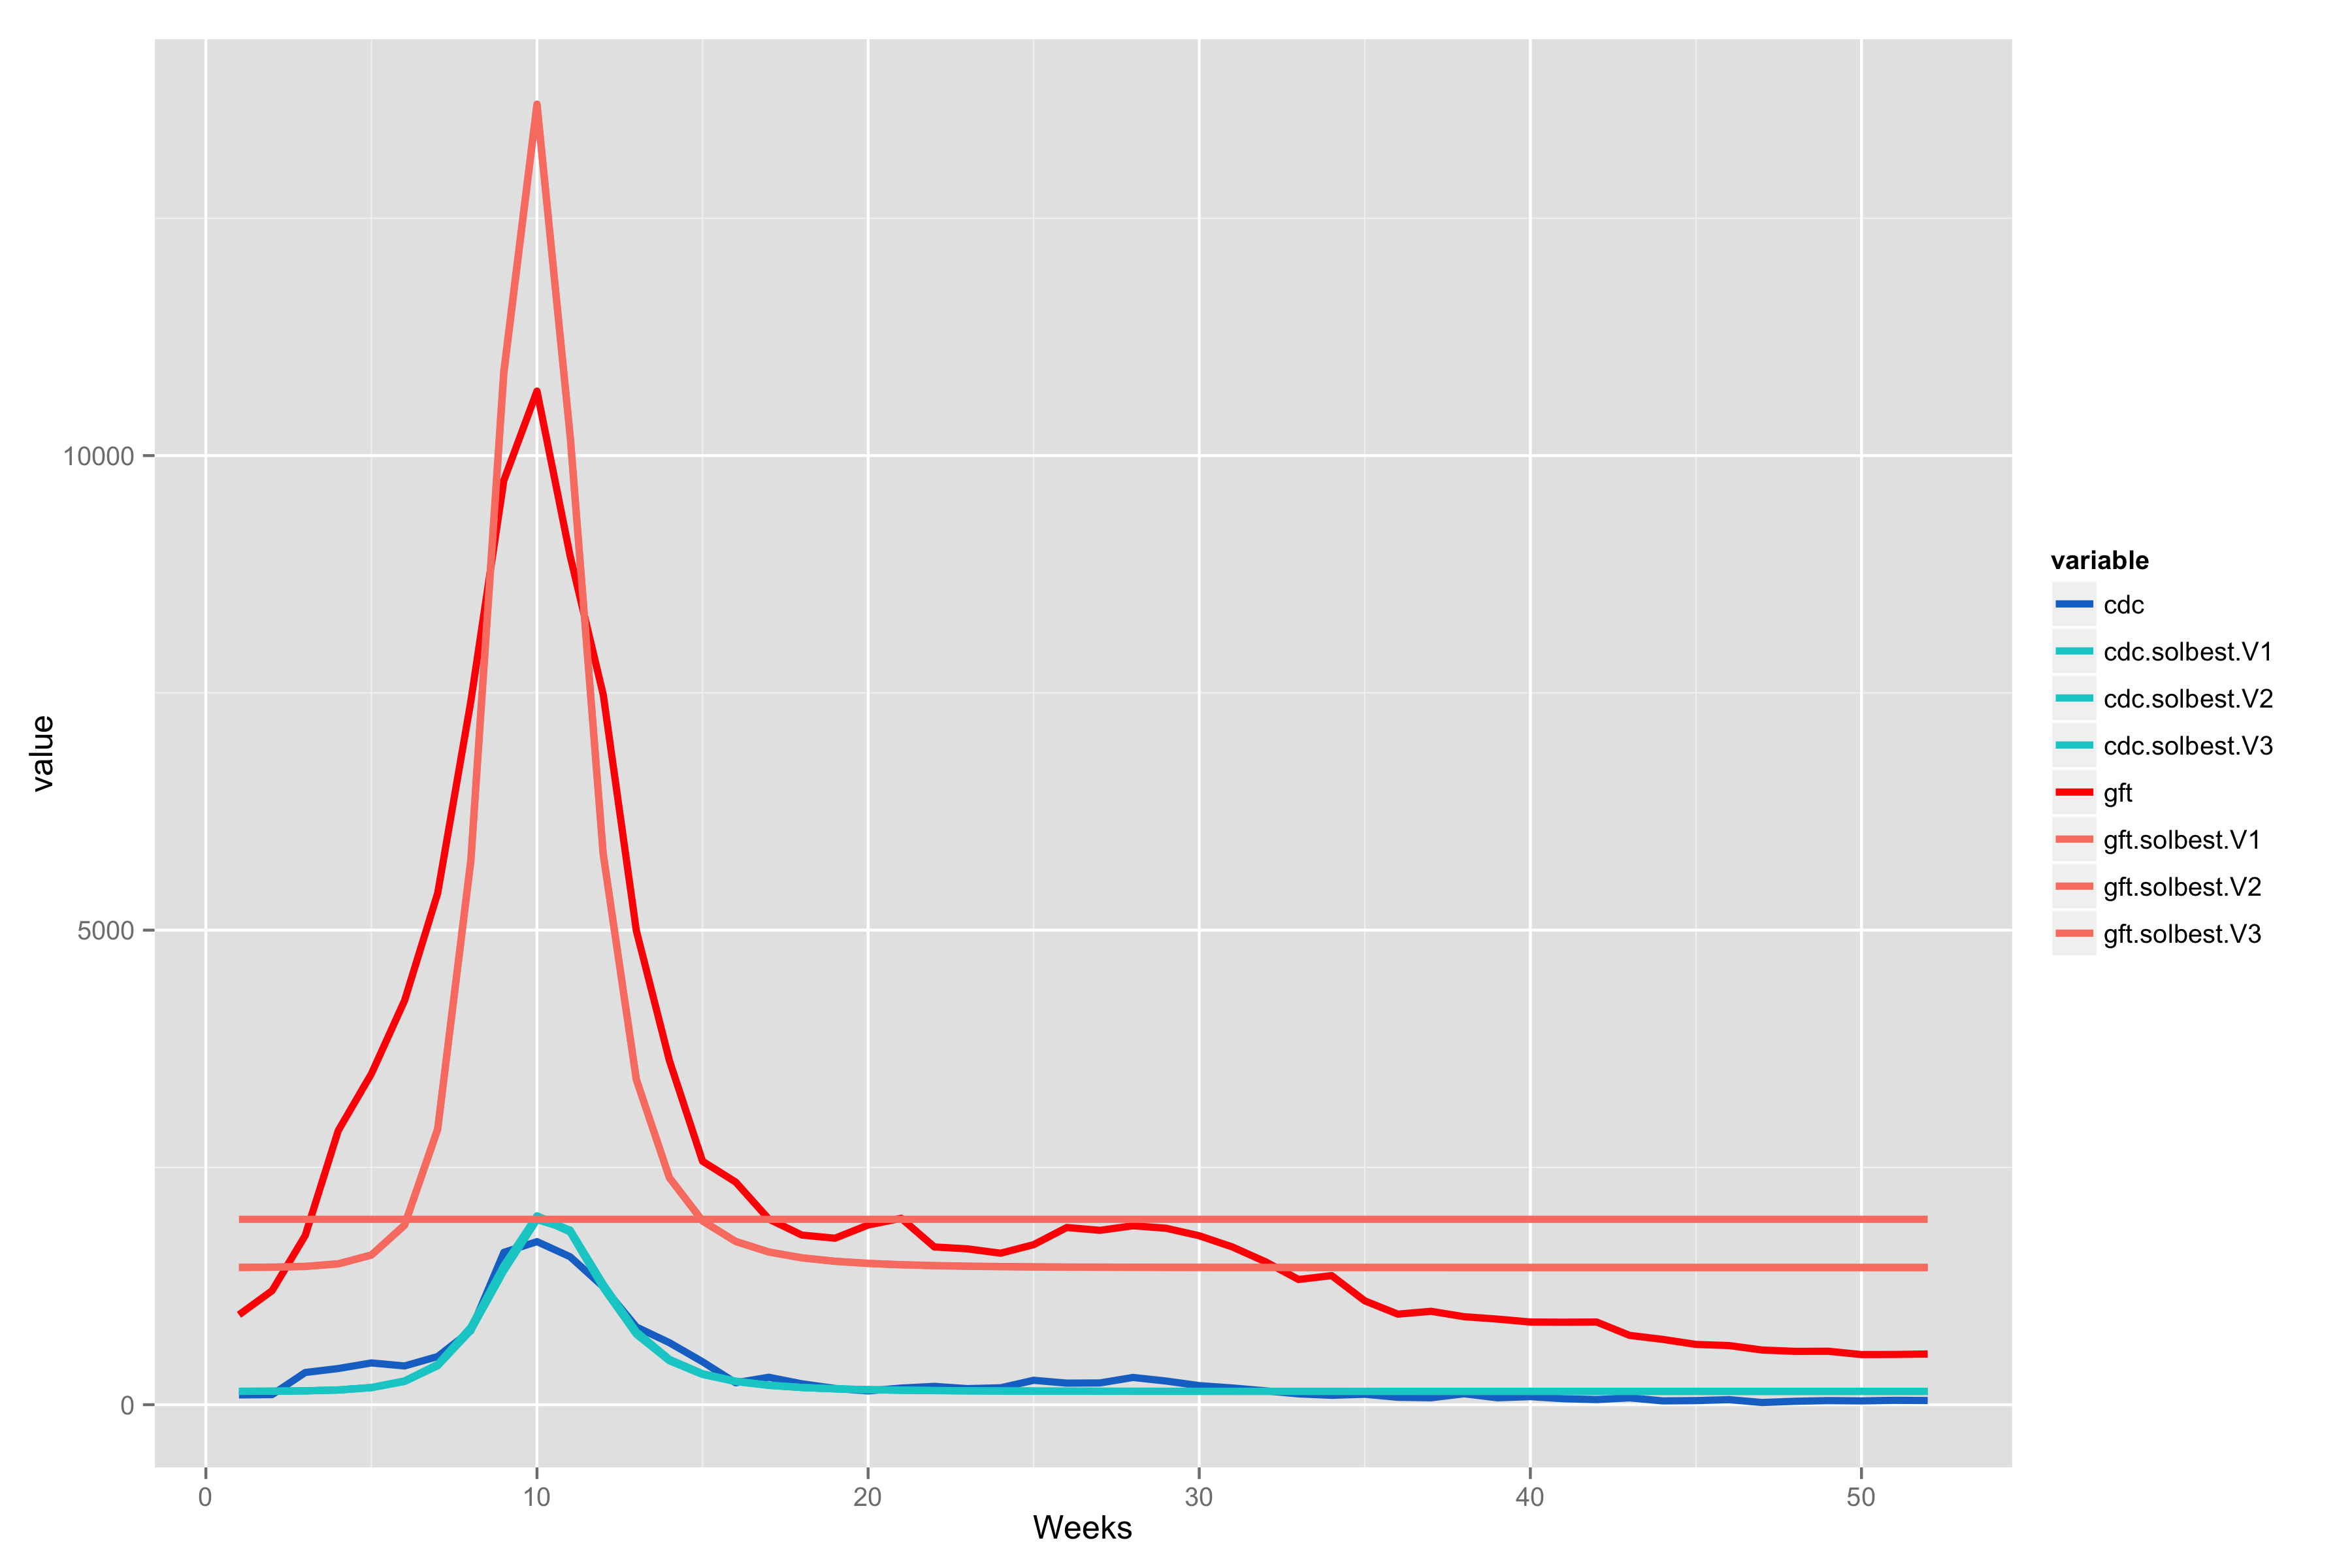 value
10000
5000
0
0 10 20 30 40 50
Weeks
variable
cdc
cdc.solbest.V1
cdc.solbest.V2
cdc.solbest.V3
gft
gft.solbest.V1
gft.solbest.V2
gft.solbest.V3